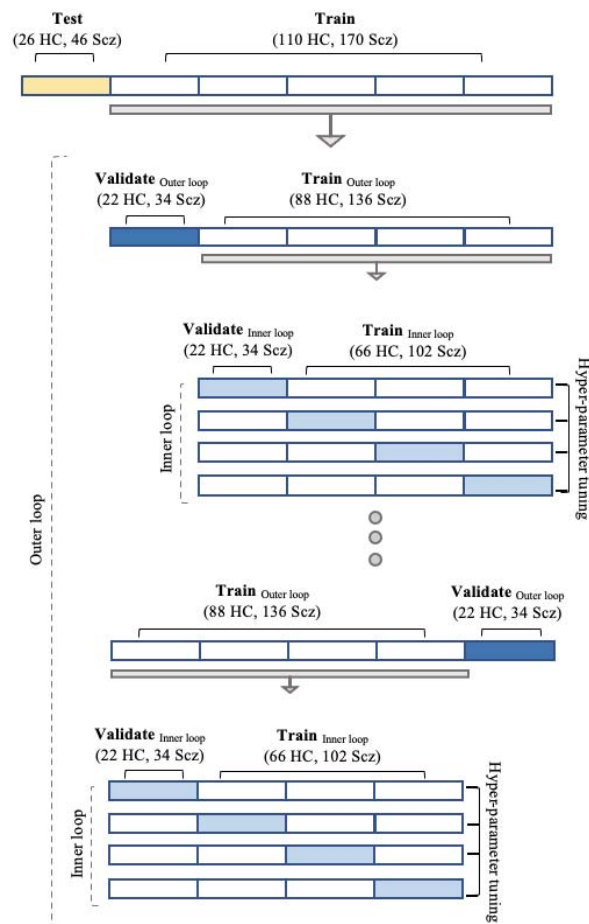 Test
(26 HC, 46 Scz)
Train
(110 HC, 170 Scz)
Validate Outer loop
(22 HC, 34 Scz)
Train Outer loop
(88 HC, 136 Scz)
Validate Inner loop
(22 HC, 34 Scz)
Train Inner loop
(66 HC, 102 Scz)
Inner loop
Hyper-parameter tuning
Outer loop
Train Outer loop
(88 HC, 136 Scz)
Validate Outer loop
(22 HC, 34 Scz)
Validate Inner loop
(22 HC, 34 Scz)
Train Inner loop
(66 HC, 102 Scz)
Inner loop
Hyper-parameter tuning